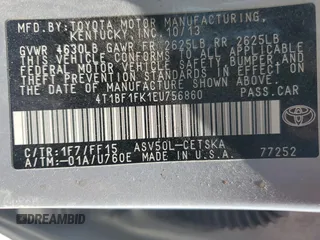 MFD. BY:
TOYOTA MOTOR MANUFACTURING,
KENTUCKY, INC. 10/13
GVWR 4630LB GAWR FR 2625LB RR 2625LB
THIS VEHICLE CONFORMS TO ALL APPLICABLE
FEDERAL MOTOR VEHICLE SAFETY, BUMPER, AND
THEFT PREVENTION STANDARDS IN EFFECT ON THE
DATE OF MANUFACTURE SHOWN ABOVE.
4T1BF1FK1EU756860 PASS.CAR
TOYOTA
C/TR:1F7/FF15 ASV50L-CETSKA
A/TM:-01A/U760E MADE IN U.S.A. 77252
DREAMBID